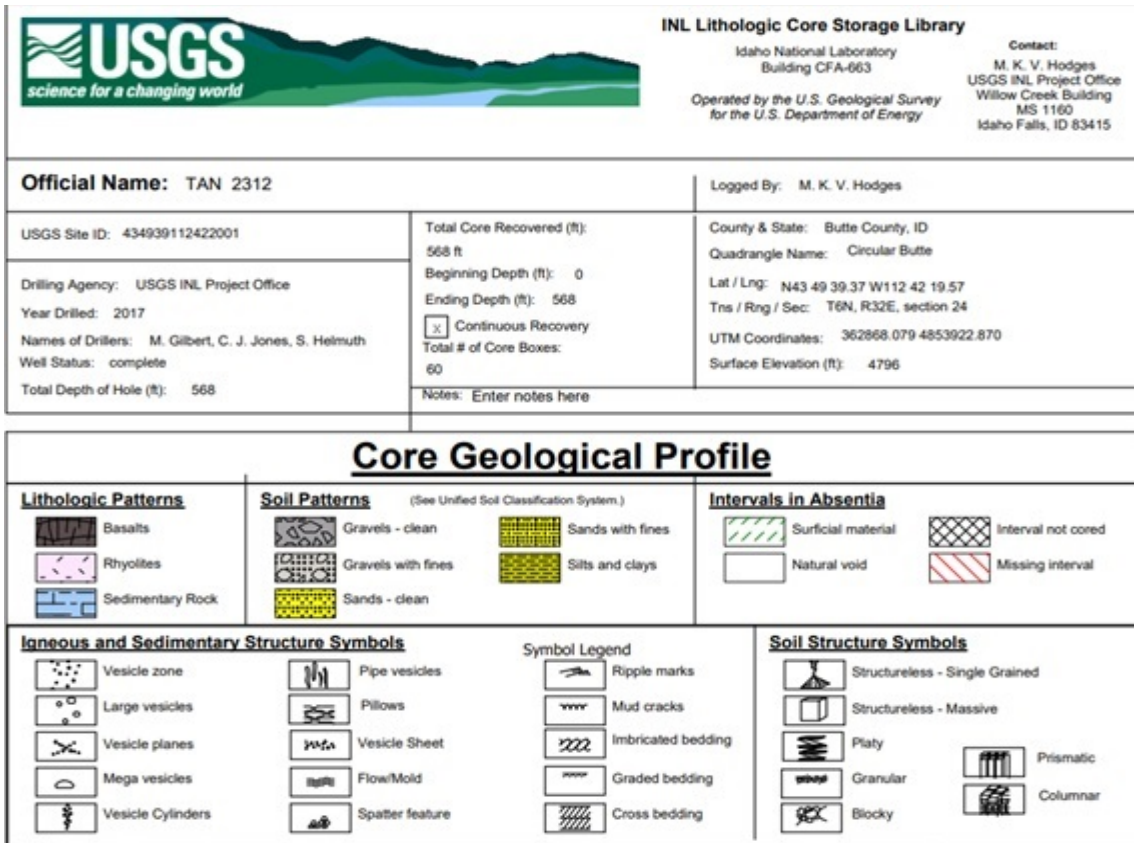 USGS
science for a changing world
INL Lithologic Core Storage Library
Idaho National Laboratory
Building CFA-663
Operated by the U.S. Geological Survey
for the U.S. Department of Energy
Contact:
M. K. V. Hodges
USGS INL Project Office
Willow Creek Building
MS 1160
Idaho Falls, ID 83415
Official Name: TAN 2312
Logged By: M. K. V. Hodges
USGS Site ID: 434939112422001
Drilling Agency: USGS INL Project Office
Year Drilled: 2017
Names of Drillers: M. Gilbert, C. J. Jones, S. Helmuth
Well Status: complete
Total Depth of Hole (ft): 568
Total Core Recovered (ft):
568 ft
Beginning Depth (ft): 0
Ending Depth (ft): 568
x Continuous Recovery
Total # of Core Boxes:
60
Notes: Enter notes here
County & State: Butte County, ID
Quadrangle Name: Circular Butte
Lat / Lng: N43 49 39.37 W112 42 19.57
Tns / Rng / Sec: T6N, R32E, section 24
UTM Coordinates: 362868.079 4853922.870
Surface Elevation (ft): 4796
Core Geological Profile
Lithologic Patterns
Basalts
Rhyolites
Sedimentary Rock
Soil Patterns (See Unified Soil Classification System.)
Gravels - clean
Gravels with fines
Sands - clean
Sands with fines
Silts and clays
Intervals in Absentia
Surficial material
Natural void
Interval not cored
Missing interval
Igneous and Sedimentary Structure Symbols
Symbol Legend
Vesicle zone
Large vesicles
Vesicle planes
Mega vesicles
Vesicle Cylinders
Pipe vesicles
Pillows
Vesicle Sheet
Flow/Mold
Spatter feature
Ripple marks
Mud cracks
Imbricated bedding
Graded bedding
Cross bedding
Soil Structure Symbols
Structureless - Single Grained
Structureless - Massive
Platy
Granular
Blocky
Prismatic
Columnar